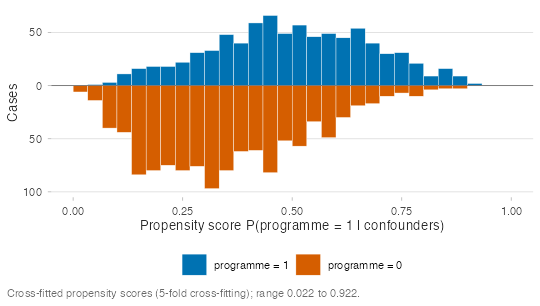 50
0
50
100
Cases
0.00 0.25 0.50 0.75 1.00
Propensity score P(programme = 1 | confounders)
programme = 1 programme = 0
Cross-fitted propensity scores (5-fold cross-fitting); range 0.022 to 0.922.